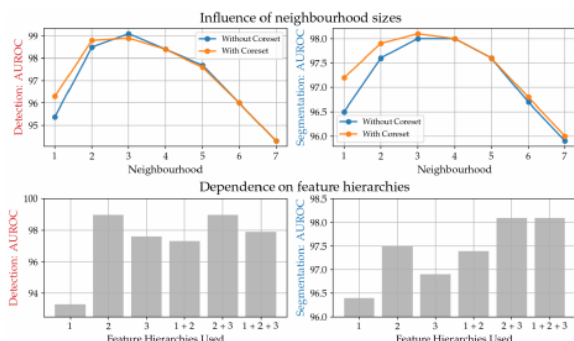 Influence of neighbourhood sizes
Detection: AUROC
99
98
97
96
95
Without Coreset
With Coreset
1 2 3 4 5 6 7
Neighbourhood
Segmentation: AUROC
98.0
97.5
97.0
96.5
96.0
Without Coreset
With Coreset
1 2 3 4 5 6 7
Neighbourhood
Dependence on feature hierarchies
Detection: AUROC
100
98
96
94
1 2 3 1 + 2 2 + 3 1 + 2 + 3
Feature Hierarchies Used
Segmentation: AUROC
98.5
98.0
97.5
97.0
96.5
96.0
1 2 3 1 + 2 2 + 3 1 + 2 + 3
Feature Hierarchies Used